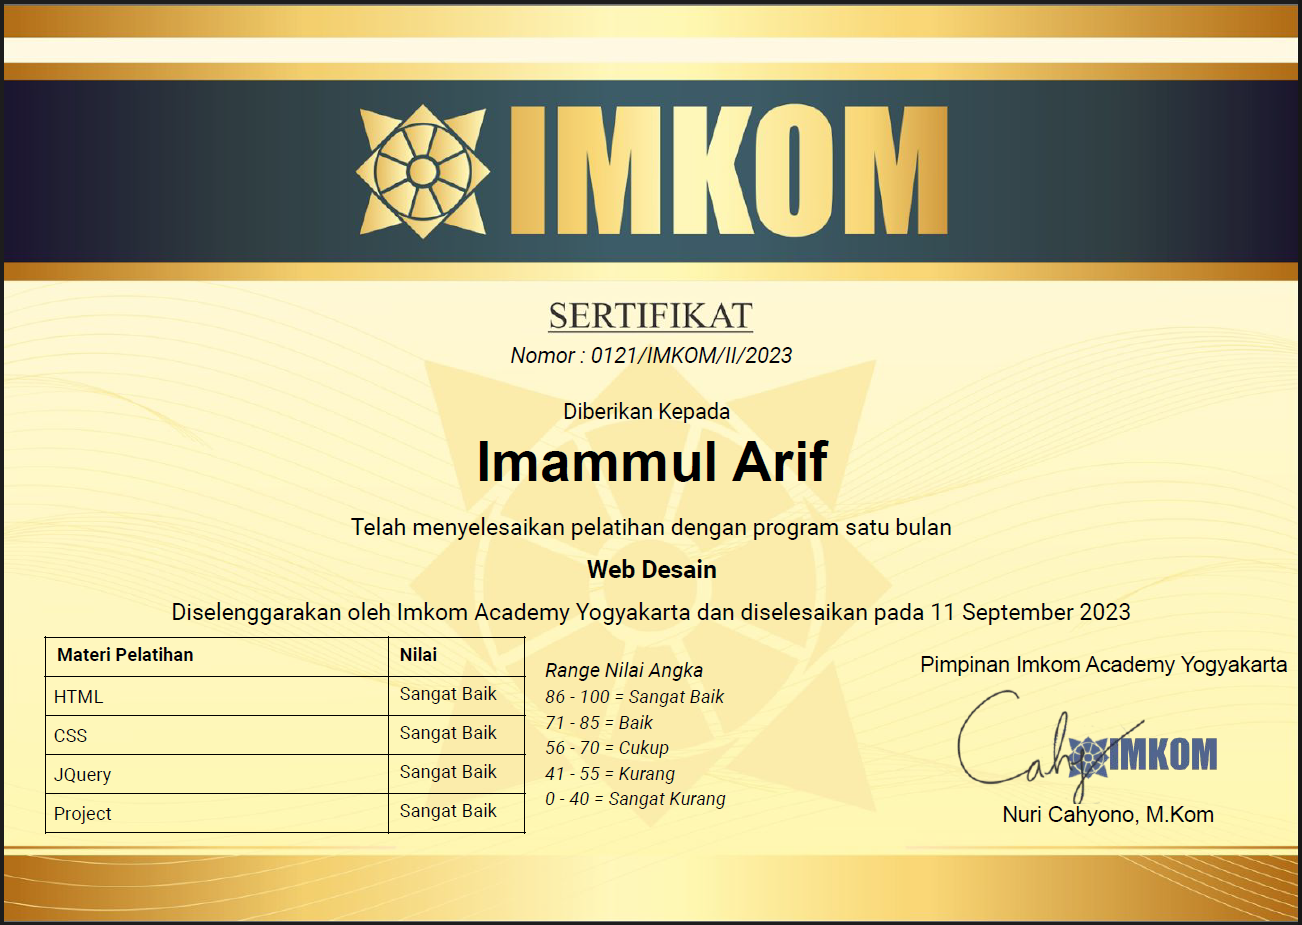 IMKOM
SERTIFIKAT
Nomor : 0121/IMKOM/II/2023
Diberikan Kepada
Imammul Arif
Telah menyelesaikan pelatihan dengan program satu bulan
Web Desain
Diselenggarakan oleh Imkom Academy Yogyakarta dan diselesaikan pada 11 September 2023
Materi Pelatihan Nilai
HTML Sangat Baik
CSS Sangat Baik
JQuery Sangat Baik
Project Sangat Baik
Range Nilai Angka
86 - 100 = Sangat Baik
71 - 85 = Baik
56 - 70 = Cukup
41 - 55 = Kurang
0 - 40 = Sangat Kurang
Pimpinan Imkom Academy Yogyakarta
IMKOM
Nuri Cahyono, M.Kom